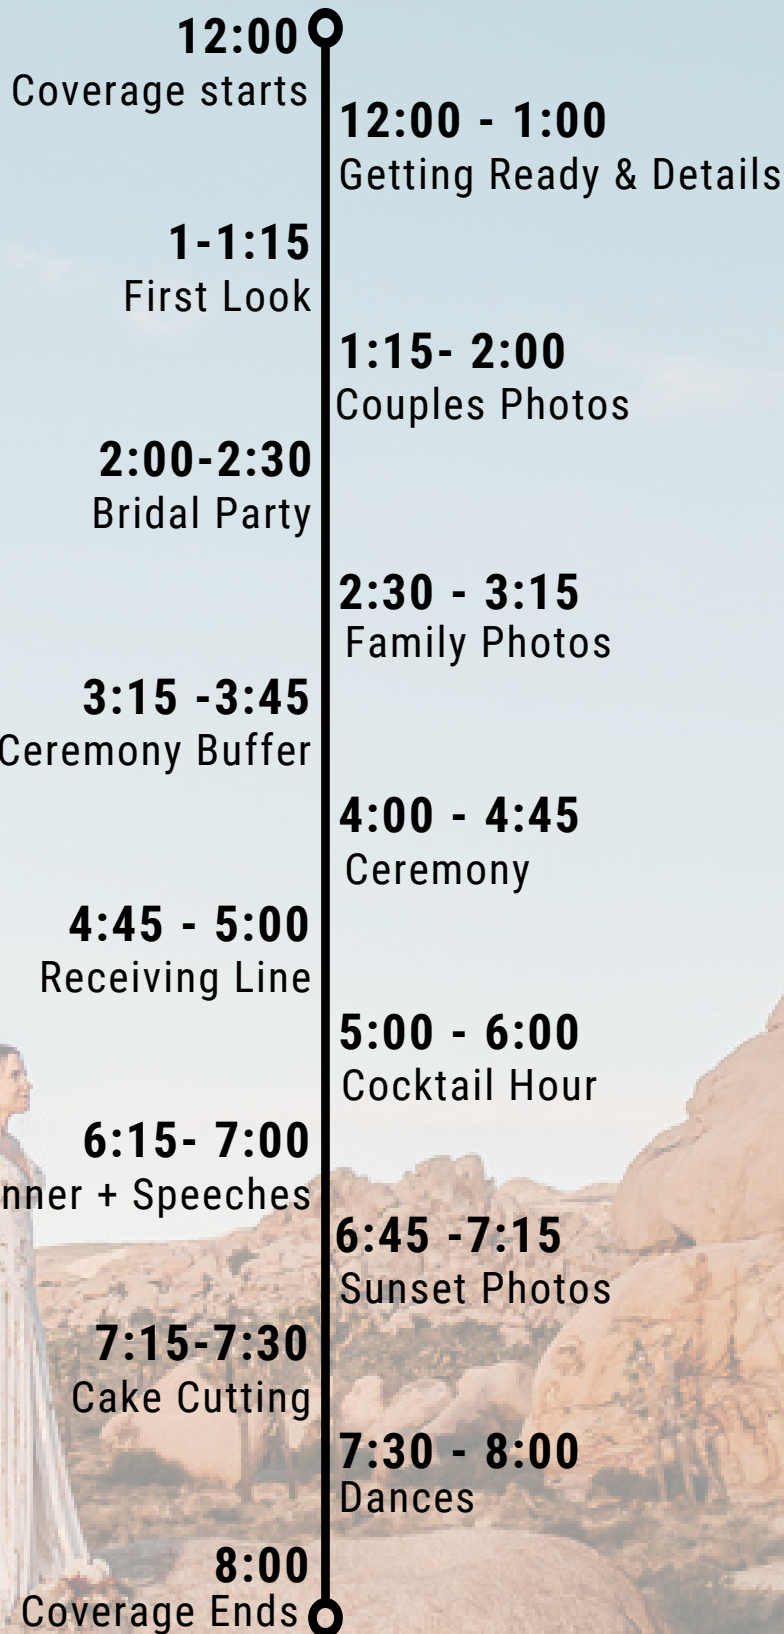 12:00
Coverage starts
12:00 - 1:00
Getting Ready & Details
1-1:15
First Look
1:15- 2:00
Couples Photos
2:00-2:30
Bridal Party
2:30 - 3:15
Family Photos
3:15 -3:45
Ceremony Buffer
4:00 - 4:45
Ceremony
4:45 - 5:00
Receiving Line
5:00 - 6:00
Cocktail Hour
6:15- 7:00
nner + Speeches
6:45 -7:15
Sunset Photos
7:15-7:30
Cake Cutting
7:30 - 8:00
Dances
8:00
Coverage Ends